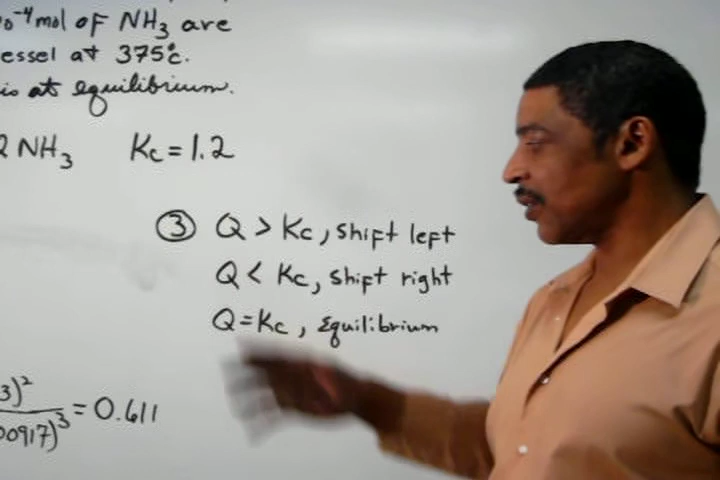 0⁻⁴ mol of NH₃ are
essel at 375°c.
is at equilibrium.
2 NH₃ Kc = 1.2
③ Q > Kc, shift left
Q < Kc, shift right
Q = Kc, Equilibrium
3)²
00917)³ = 0.611